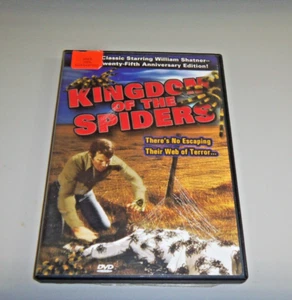 Classic Starring William Shatner–
Twenty-Fifth Anniversary Edition!
KINGDOM
OF THE
SPIDERS
There's No Escaping
Their Web of Terror...
DVD